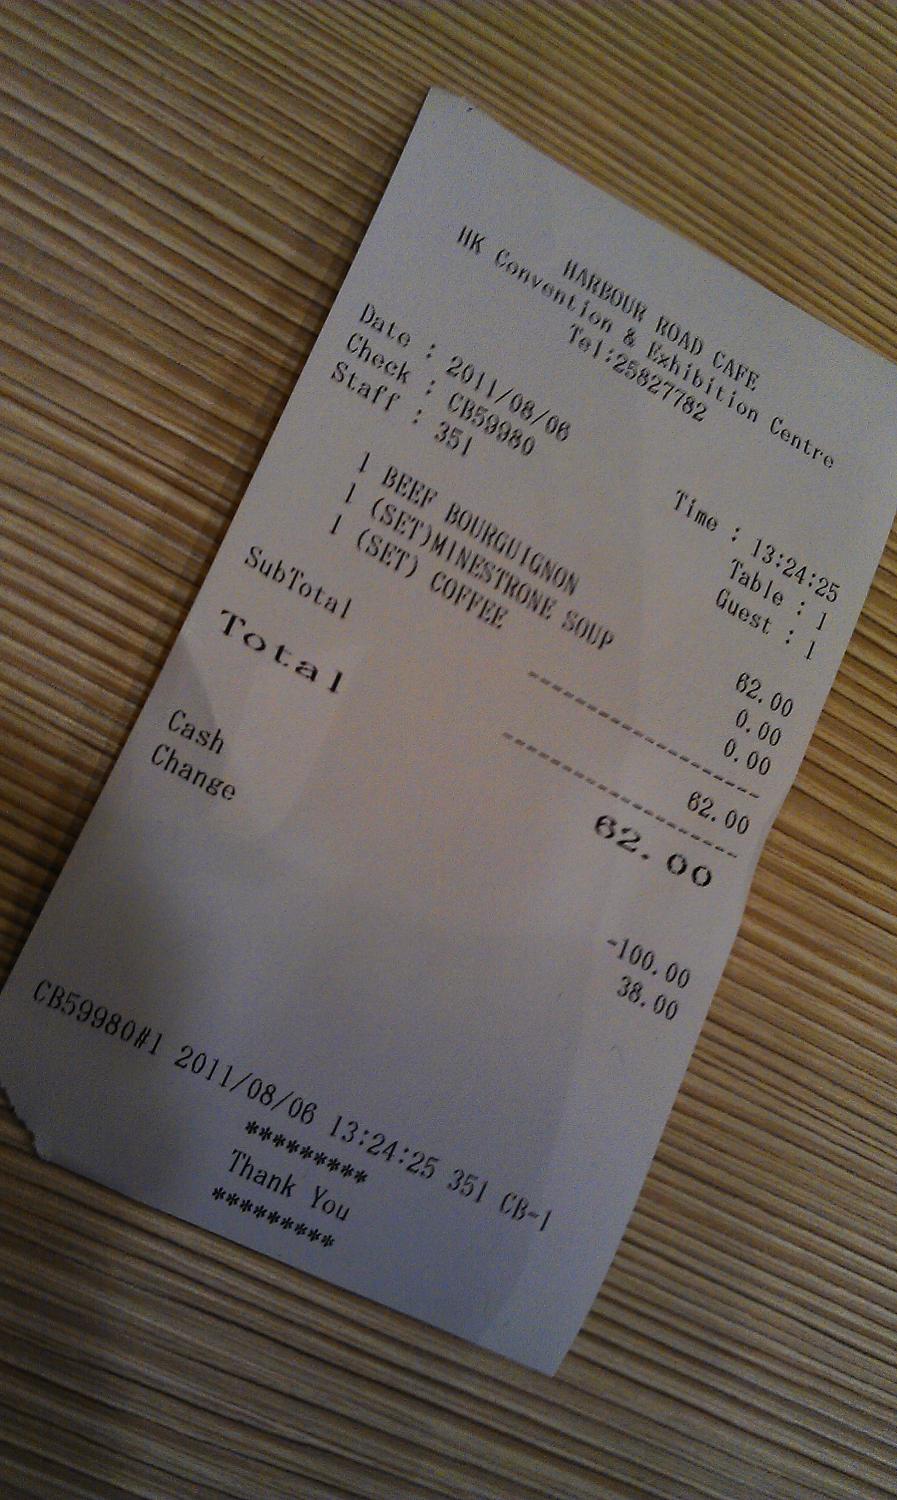 HARBOUR ROAD CAFE
HK Convention & Exhibition Centre
Tel:25827782
Date : 2011/08/06 Time : 13:24:25
Check : CB59980 Table : 1
Staff : 351 Guest : 1
1 BEEF BOURGUIGNON 62.00
1 (SET)MINESTRONE SOUP 0.00
1 (SET) COFFEE 0.00
--------------------
SubTotal 62.00
--------------------
Total 62.00
Cash -100.00
Change 38.00
CB59980#1 2011/08/06 13:24:25 351 CB-1
*********
Thank You
*********